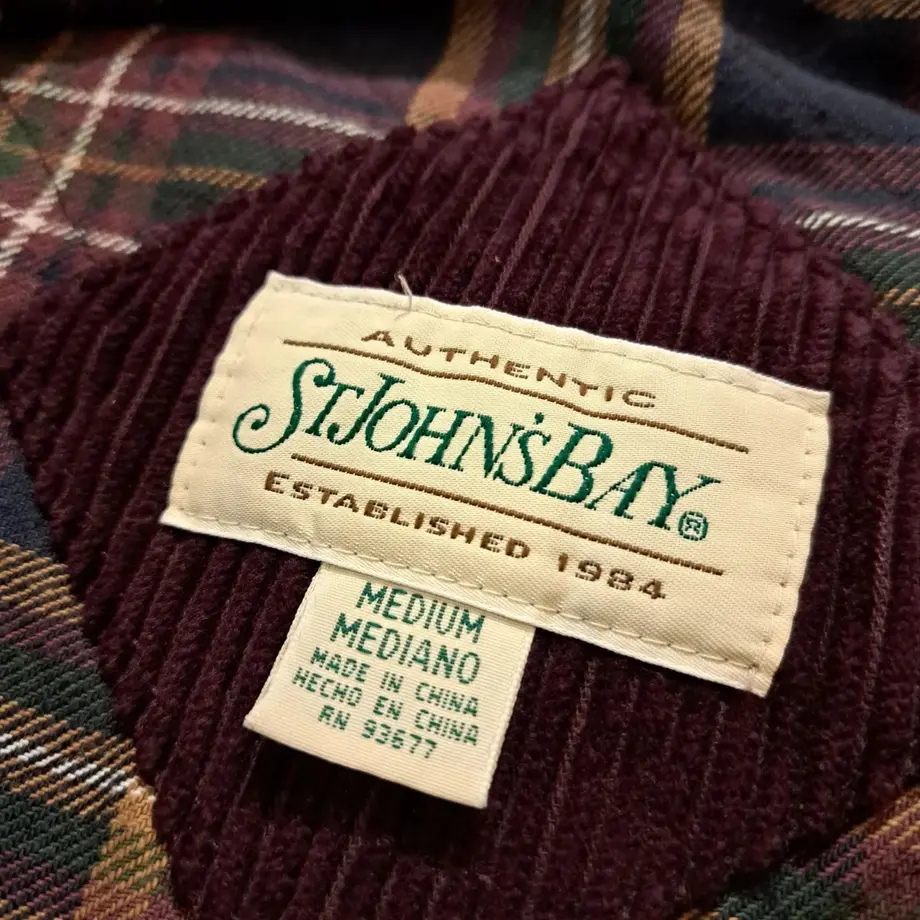 AUTHENTIC
ST JOHN'S BAY®
ESTABLISHED 1984
MEDIUM
MEDIANO
MADE IN CHINA
HECHO EN CHINA
RN 93677